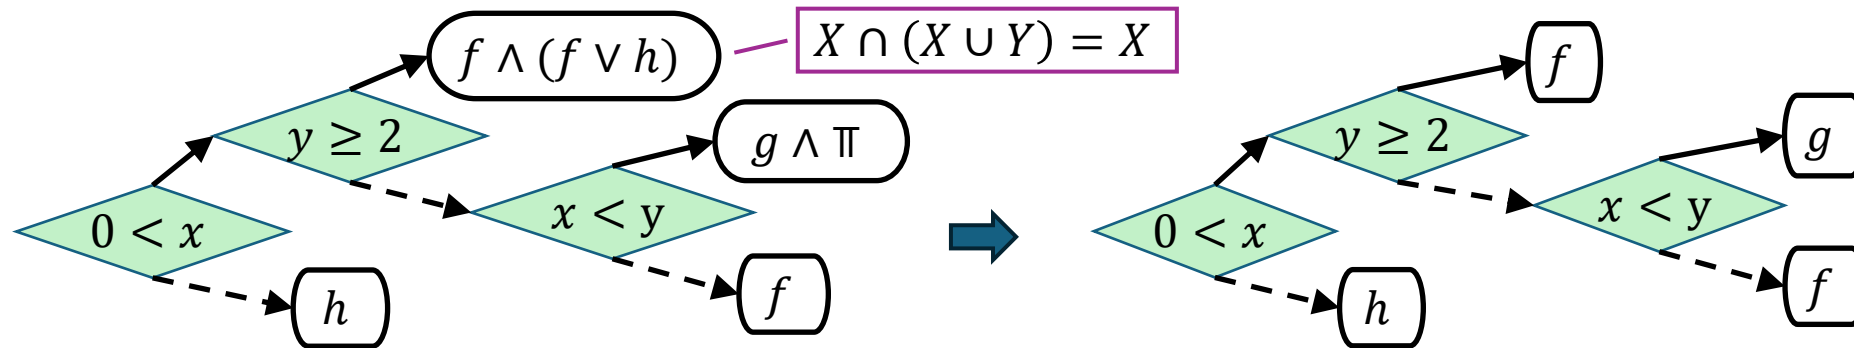 f ∧ (f ∨ h)
X ∩ (X ∪ Y) = X
y ≥ 2
g ∧ 𝕋
x < y
0 < x
f
h
f
y ≥ 2
g
x < y
0 < x
f
h